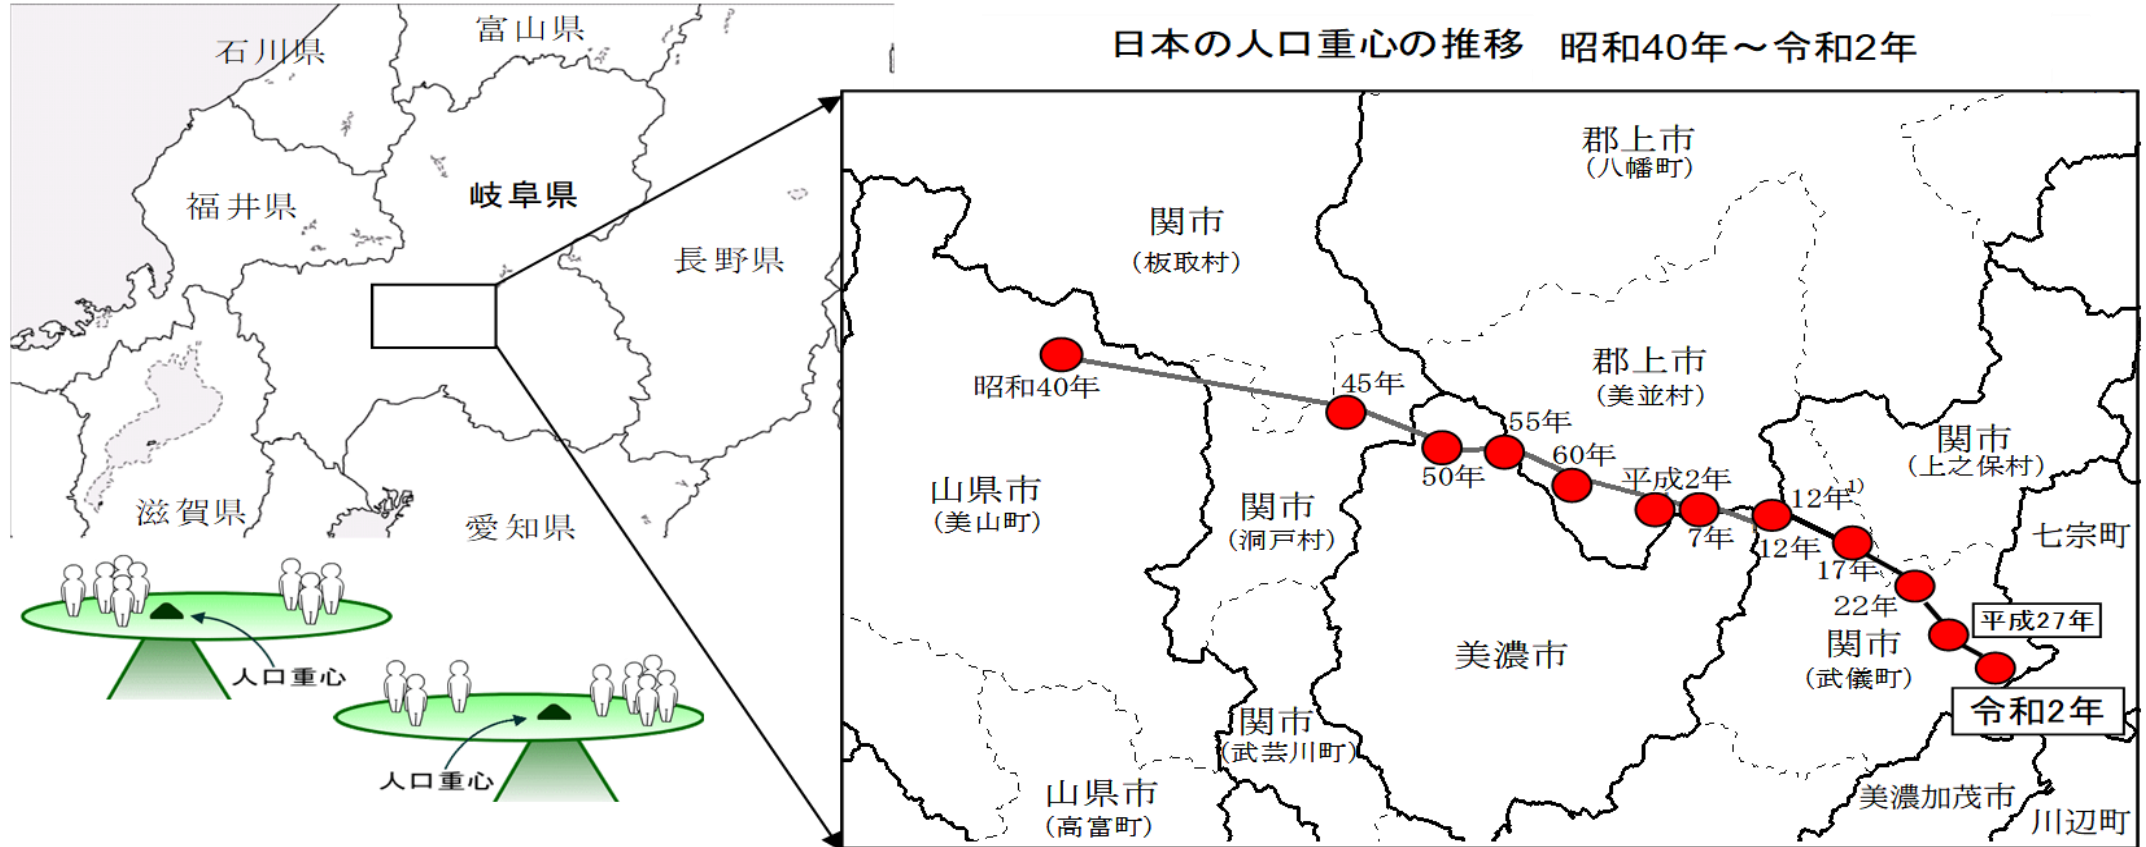 日本の人口重心の推移 昭和40年～令和2年
石川県
富山県
福井県
岐阜県
長野県
滋賀県
愛知県
人口重心
人口重心
郡上市
(八幡町)
関市
(板取村)
昭和40年
45年
郡上市
(美並村)
55年
50年
60年
平成2年
7年
12年1)
12年
17年
22年
平成27年
令和2年
関市
(上之保村)
七宗町
山県市
(美山町)
関市
(洞戸村)
美濃市
関市
(武儀町)
関市
(武芸川町)
山県市
(高富町)
美濃加茂市
川辺町